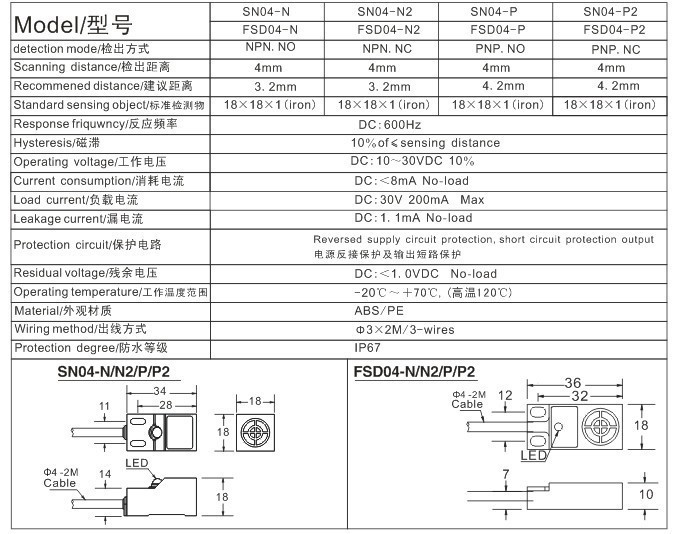 Model/型号 SN04-N SN04-N2 SN04-P SN04-P2
FSD04-N FSD04-N2 FSD04-P FSD04-P2
detection mode/检出方式 NPN. NO NPN. NC PNP. NO PNP. NC
Scanning distance/检出距离 4mm 4mm 4mm 4mm
Recommened distance/建议距离 3.2mm 3.2mm 4.2mm 4.2mm
Standard sensing object/标准检测物 18×18×1(iron) 18×18×1(iron) 18×18×1(iron) 18×18×1(iron)
Response friquwncy/反应频率 DC:600Hz
Hysteresis/磁滞 10%of≤sensing distance
Operating voltage/工作电压 DC:10~30VDC 10%
Current consumption/消耗电流 DC:<8mA No-load
Load current/负载电流 DC:30V 200mA Max
Leakage current/漏电流 DC:1.1mA No-load
Protection circuit/保护电路 Reversed supply circuit protection, short circuit protection output
电源反接保护及输出短路保护
Residual voltage/残余电压 DC:<1.0VDC No-load
Operating temperature/工作温度范围 -20℃~+70℃, (高温120℃)
Material/外观材质 ABS/PE
Wiring method/出线方式 Φ3×2M/3-wires
Protection degree/防水等级 IP67
SN04-N/N2/P/P2
34
28
11
18
18
LED
Φ4-2M
Cable
14
18
FSD04-N/N2/P/P2
36
32
Φ4-2M
Cable
12
18
LED
7
10